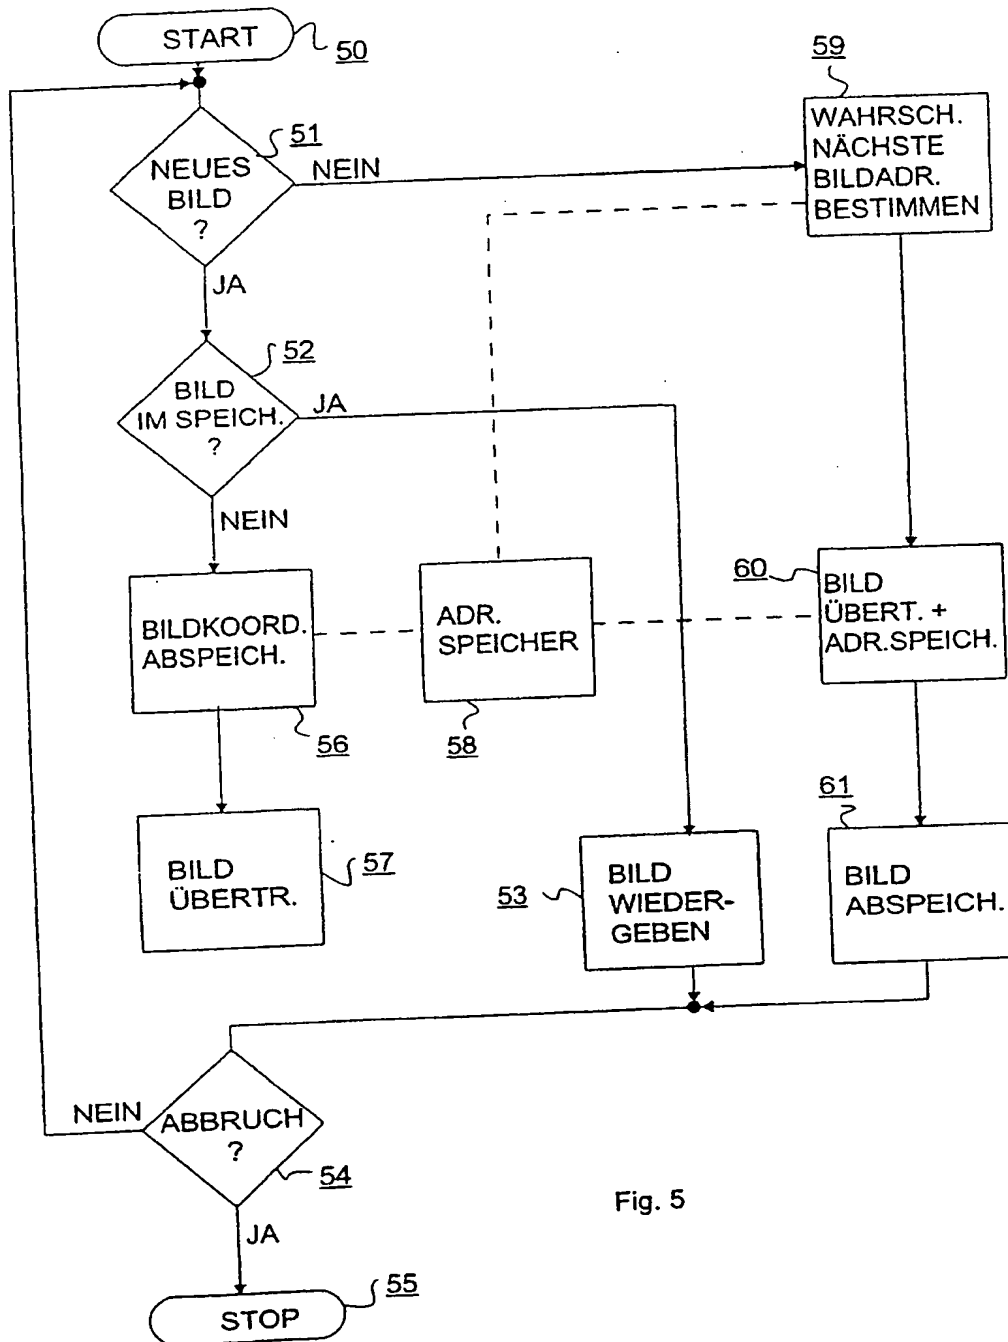 START
50
59
WAHRSCH.
NÄCHSTE
BILDADR.
BESTIMMEN
51
NEUES
BILD
?
NEIN
JA
52
BILD
IM SPEICH.
?
JA
NEIN
BILDKOORD.
ABSPEICH.
56
ADR.
SPEICHER
58
60
BILD
ÜBERT. +
ADR.SPEICH.
BILD
ÜBERTR.
57
53
BILD
WIEDER-
GEBEN
61
BILD
ABSPEICH.
NEIN
ABBRUCH
?
54
JA
Fig. 5
STOP
55